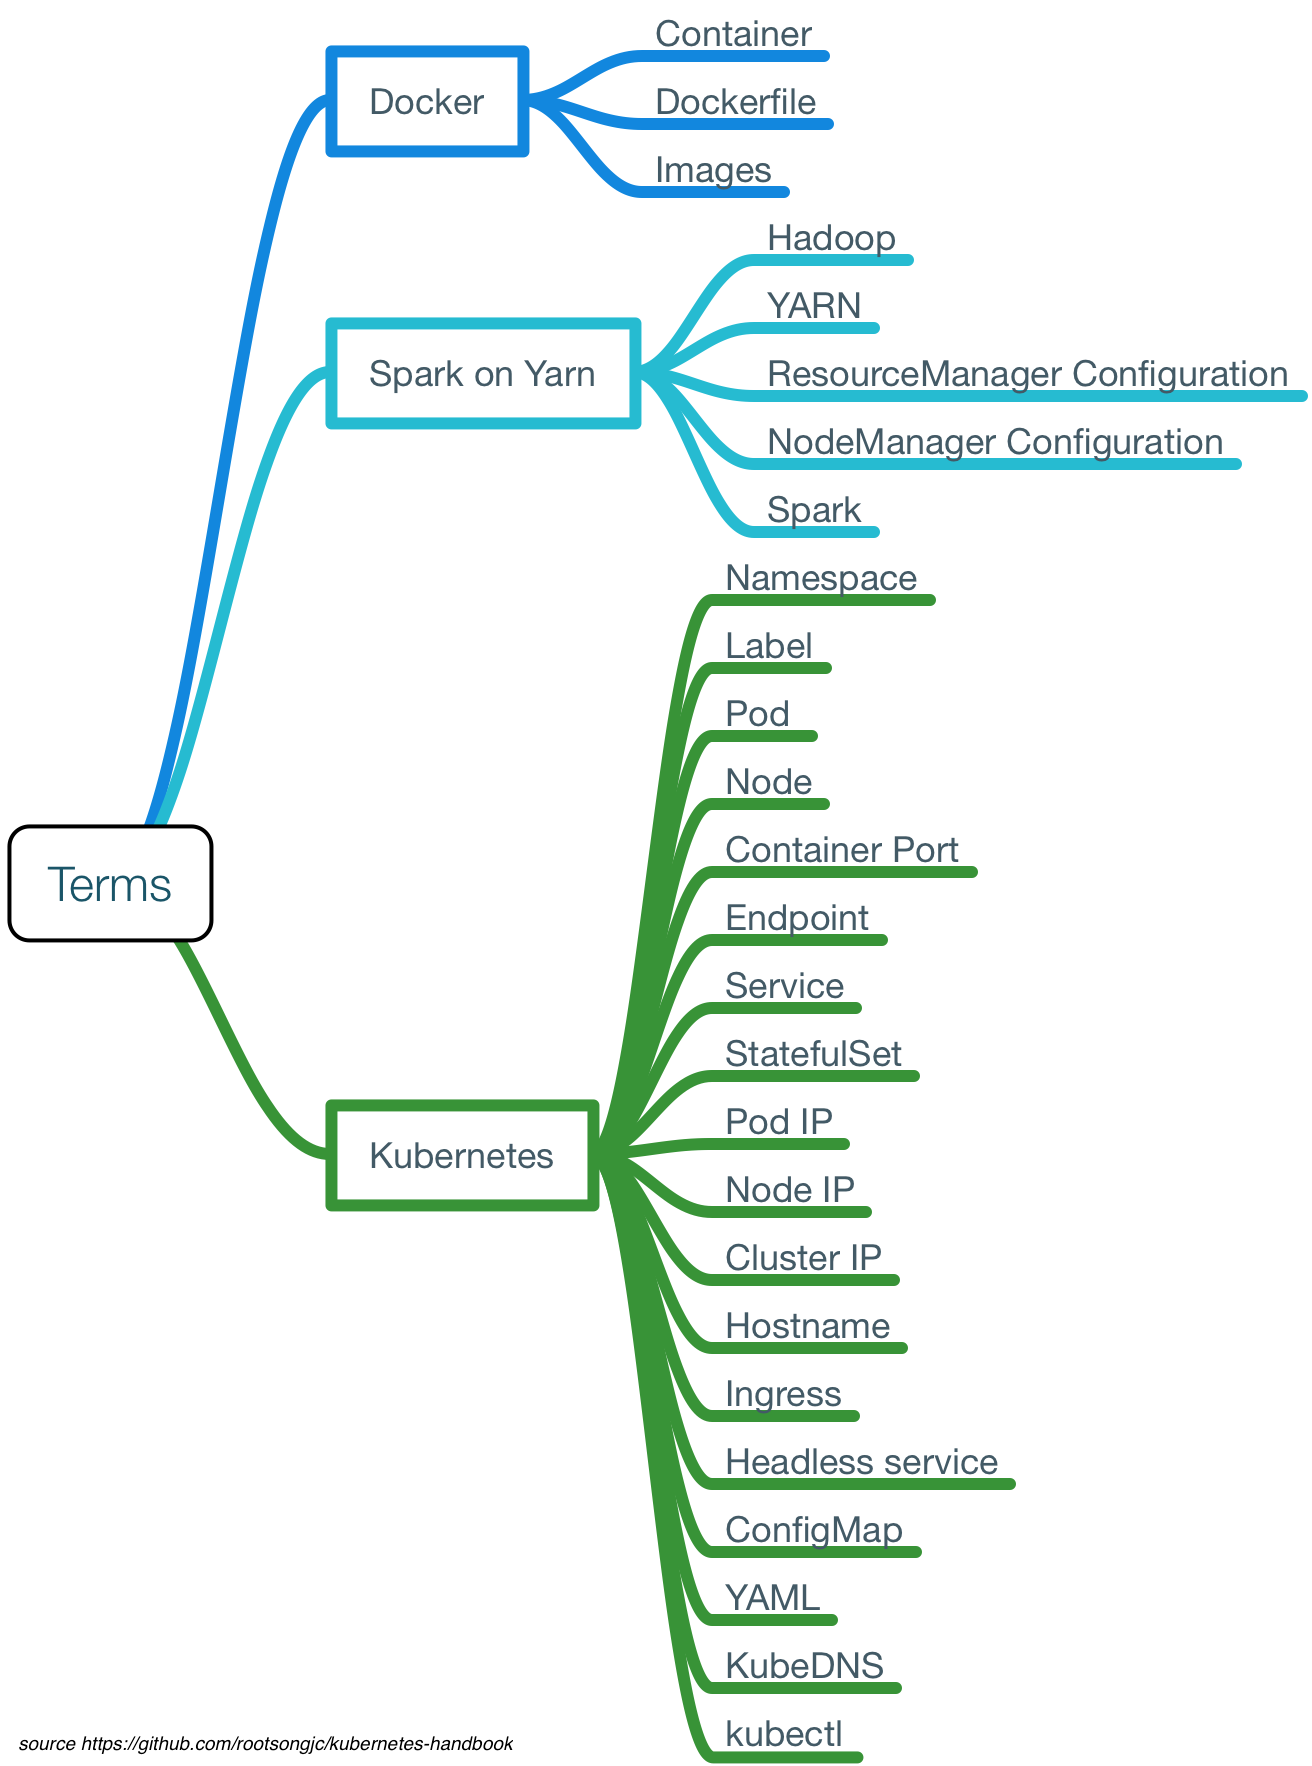 Container
Docker
Dockerfile
Images
Hadoop
YARN
Spark on Yarn
ResourceManager Configuration
NodeManager Configuration
Spark
Namespace
Label
Pod
Node
Container Port
Terms
Endpoint
Service
StatefulSet
Pod IP
Kubernetes
Node IP
Cluster IP
Hostname
Ingress
Headless service
ConfigMap
YAML
KubeDNS
kubectl
source https://github.com/rootsongjc/kubernetes-handbook